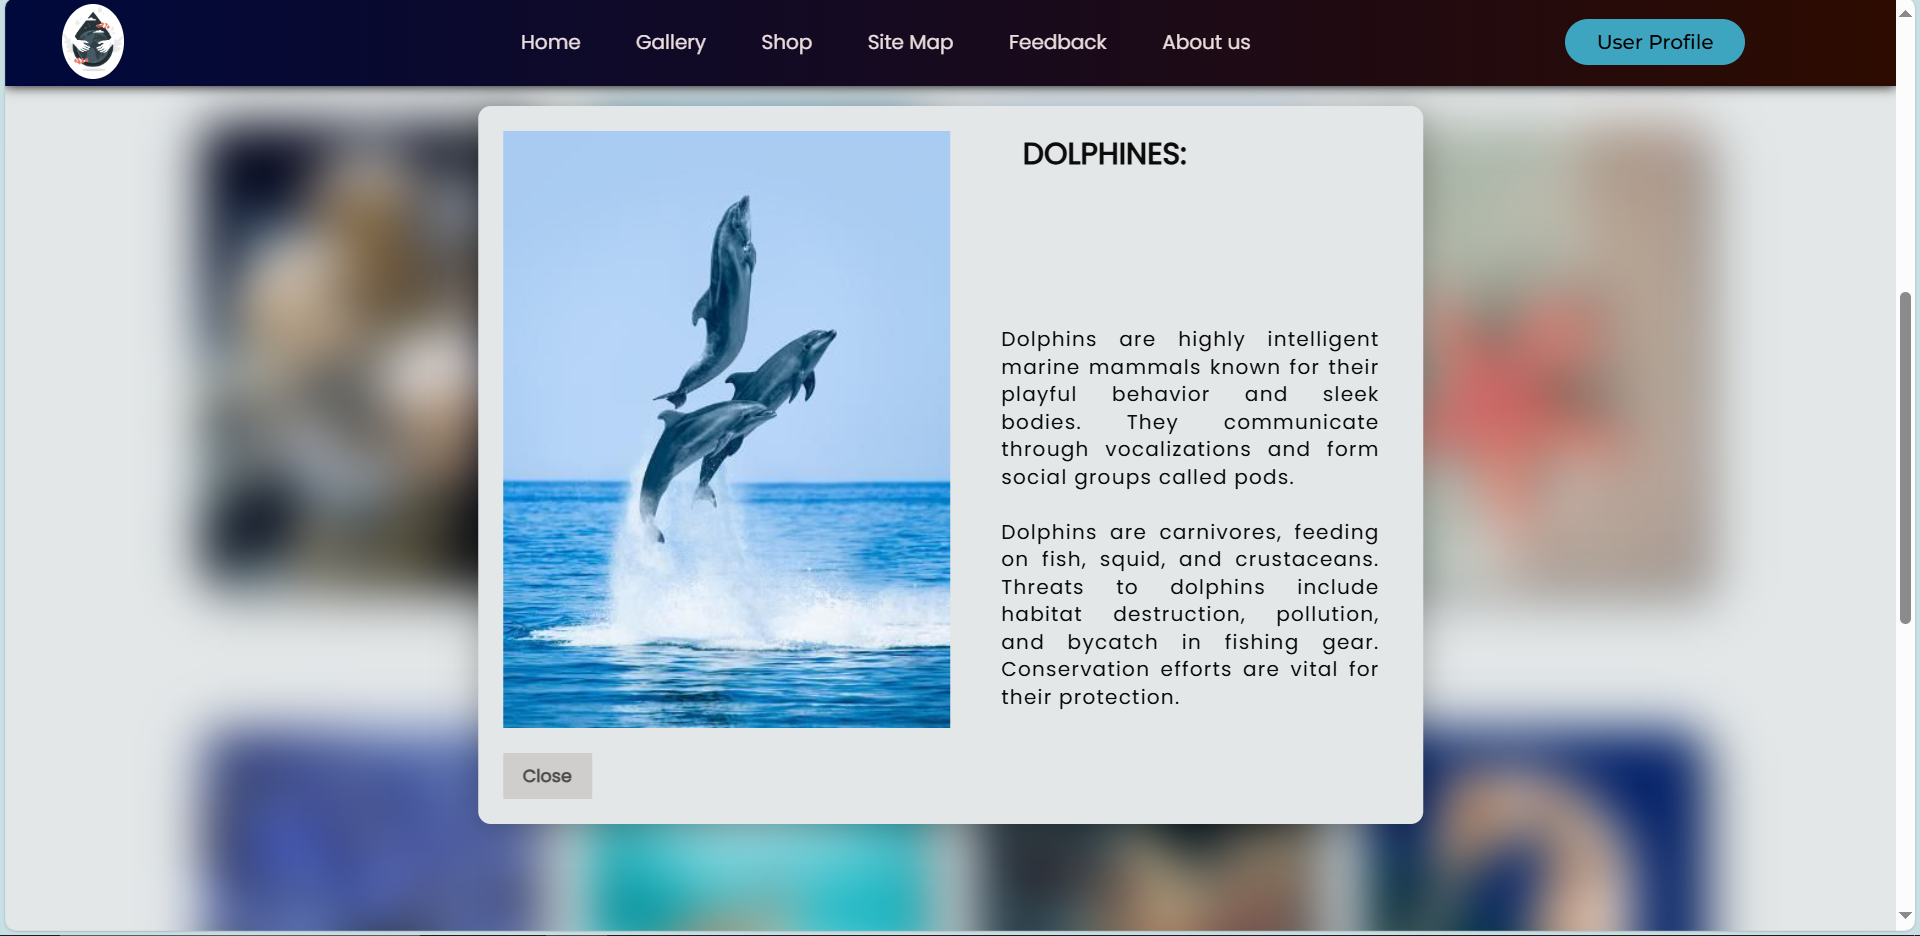 Home Gallery Shop Site Map Feedback About us User Profile
DOLPHINES:
Dolphins are highly intelligent
marine mammals known for their
playful behavior and sleek
bodies. They communicate
through vocalizations and form
social groups called pods.
Dolphins are carnivores, feeding
on fish, squid, and crustaceans.
Threats to dolphins include
habitat destruction, pollution,
and bycatch in fishing gear.
Conservation efforts are vital for
their protection.
Close